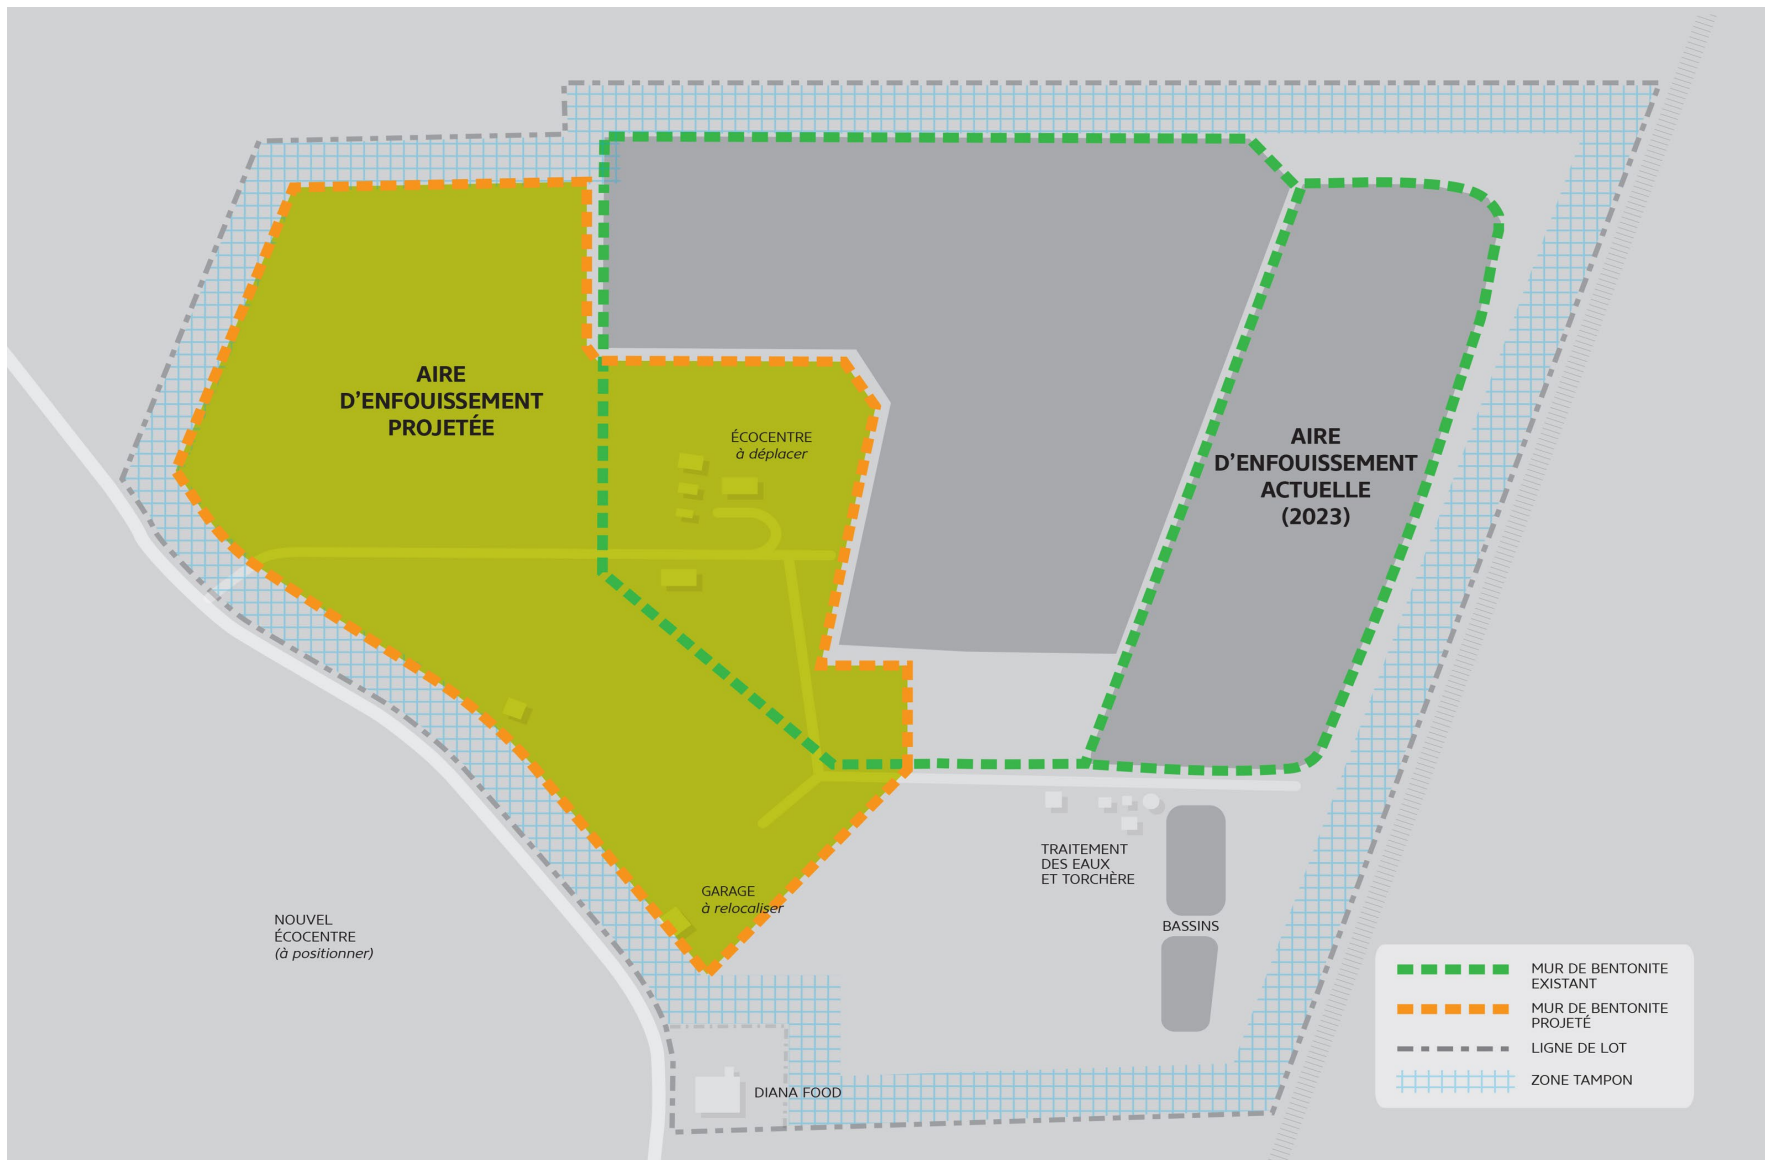 AIRE
D'ENFOUISSEMENT
PROJETÉE
ÉCOCENTRE
à déplacer
AIRE
D'ENFOUISSEMENT
ACTUELLE
(2023)
TRAITEMENT
DES EAUX
ET TORCHÈRE
GARAGE
à relocaliser
NOUVEL
ÉCOCENTRE
(à positionner)
BASSINS
DIANA FOOD
MUR DE BENTONITE
EXISTANT
MUR DE BENTONITE
PROJETÉ
LIGNE DE LOT
ZONE TAMPON